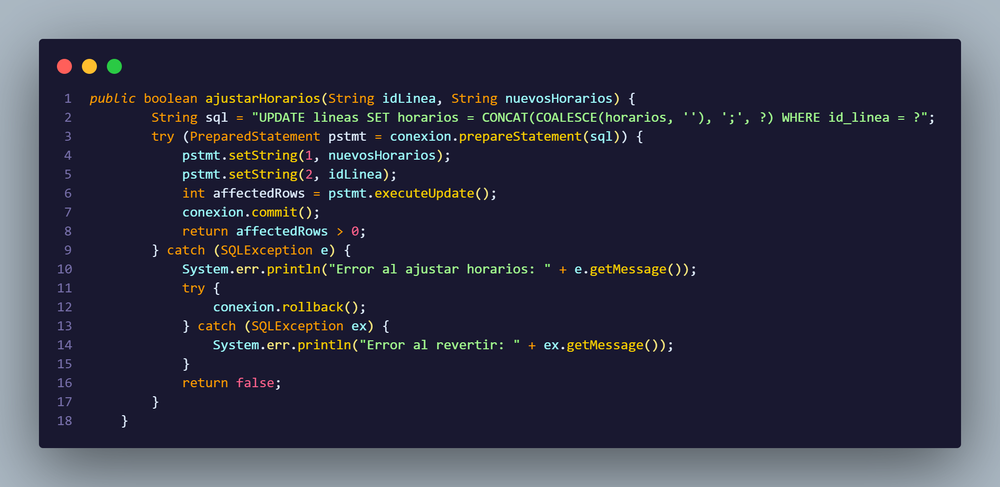 1 public boolean ajustarHorarios(String idLinea, String nuevosHorarios) {
2         String sql = "UPDATE lineas SET horarios = CONCAT(COALESCE(horarios, ''), ';', ?) WHERE id_linea = ?";
3         try (PreparedStatement pstmt = conexion.prepareStatement(sql)) {
4             pstmt.setString(1, nuevosHorarios);
5             pstmt.setString(2, idLinea);
6             int affectedRows = pstmt.executeUpdate();
7             conexion.commit();
8             return affectedRows > 0;
9         } catch (SQLException e) {
10             System.err.println("Error al ajustar horarios: " + e.getMessage());
11             try {
12                 conexion.rollback();
13             } catch (SQLException ex) {
14                 System.err.println("Error al revertir: " + ex.getMessage());
15             }
16             return false;
17         }
18     }